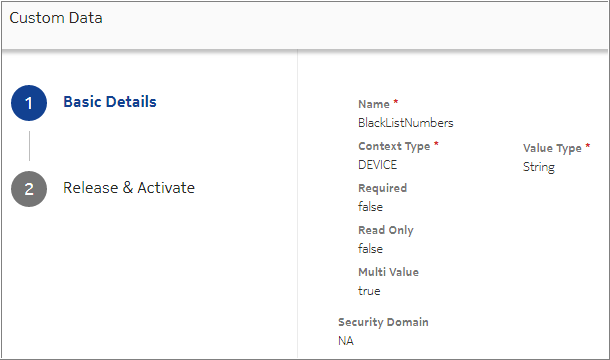 Custom Data
1 Basic Details
2 Release & Activate
Name *
BlackListNumbers
Context Type * Value Type *
DEVICE String
Required
false
Read Only
false
Multi Value
true
Security Domain
NA